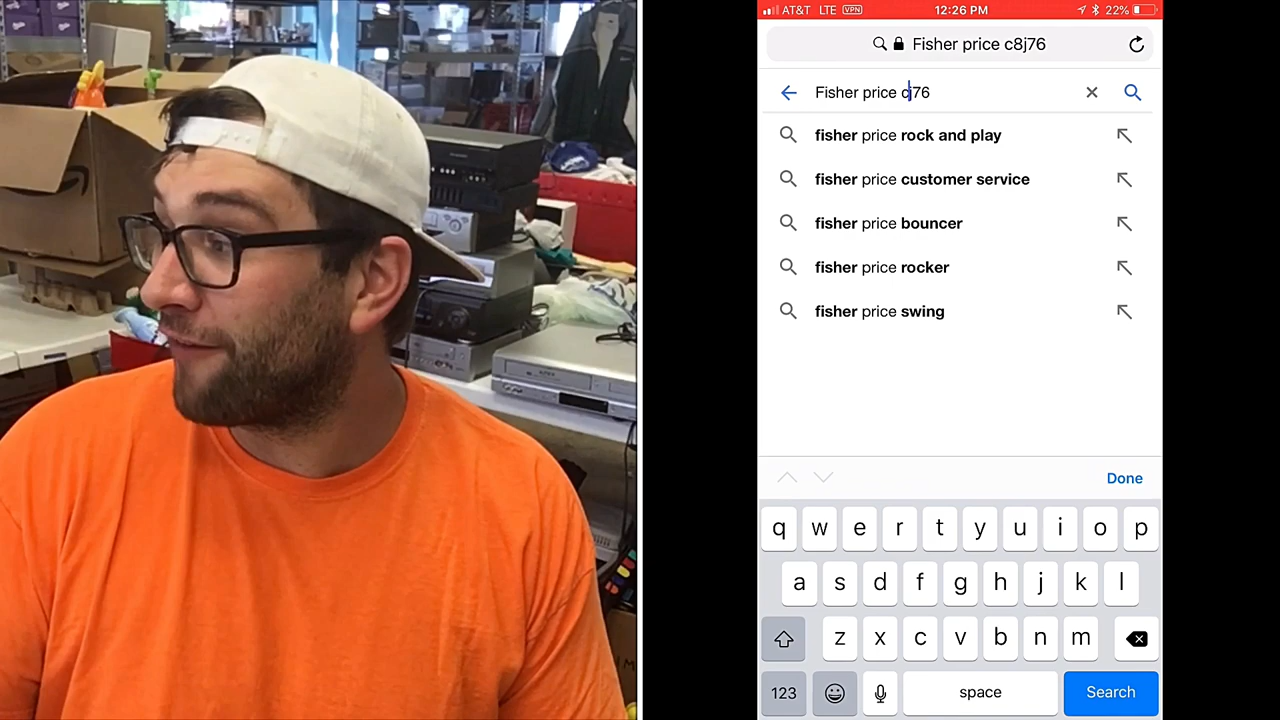 AT&T LTE VPN 12:26 PM 22%
Fisher price c8j76
Fisher price cj76
fisher price rock and play
fisher price customer service
fisher price bouncer
fisher price rocker
fisher price swing
Done
q w e r t y u i o p
a s d f g h j k l
z x c v b n m
123 space Search